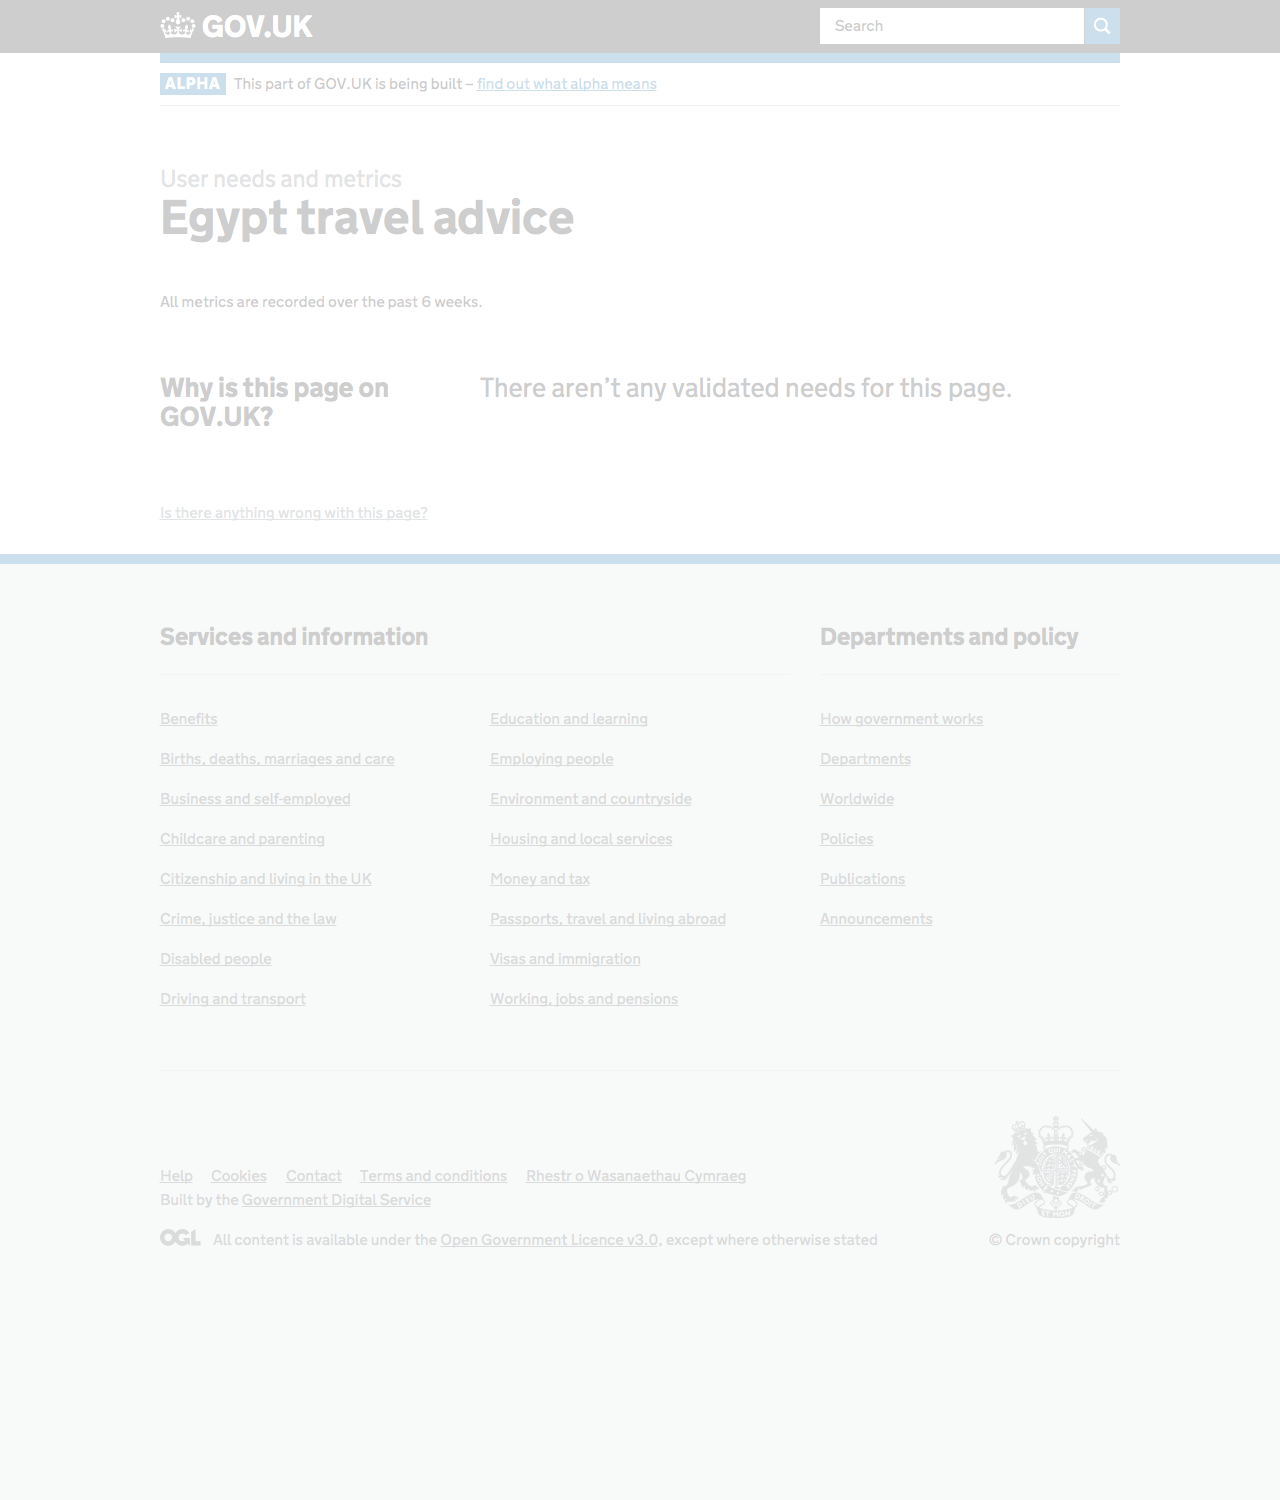 GOV.UK
Search
ALPHA This part of GOV.UK is being built – find out what alpha means
User needs and metrics
Egypt travel advice
All metrics are recorded over the past 6 weeks.
Why is this page on
GOV.UK?
There aren’t any validated needs for this page.
Is there anything wrong with this page?
Services and information
Benefits
Births, deaths, marriages and care
Business and self-employed
Childcare and parenting
Citizenship and living in the UK
Crime, justice and the law
Disabled people
Driving and transport
Education and learning
Employing people
Environment and countryside
Housing and local services
Money and tax
Passports, travel and living abroad
Visas and immigration
Working, jobs and pensions
Departments and policy
How government works
Departments
Worldwide
Policies
Publications
Announcements
Help Cookies Contact Terms and conditions Rhestr o Wasanaethau Cymraeg
Built by the Government Digital Service
OGL All content is available under the Open Government Licence v3.0, except where otherwise stated
© Crown copyright